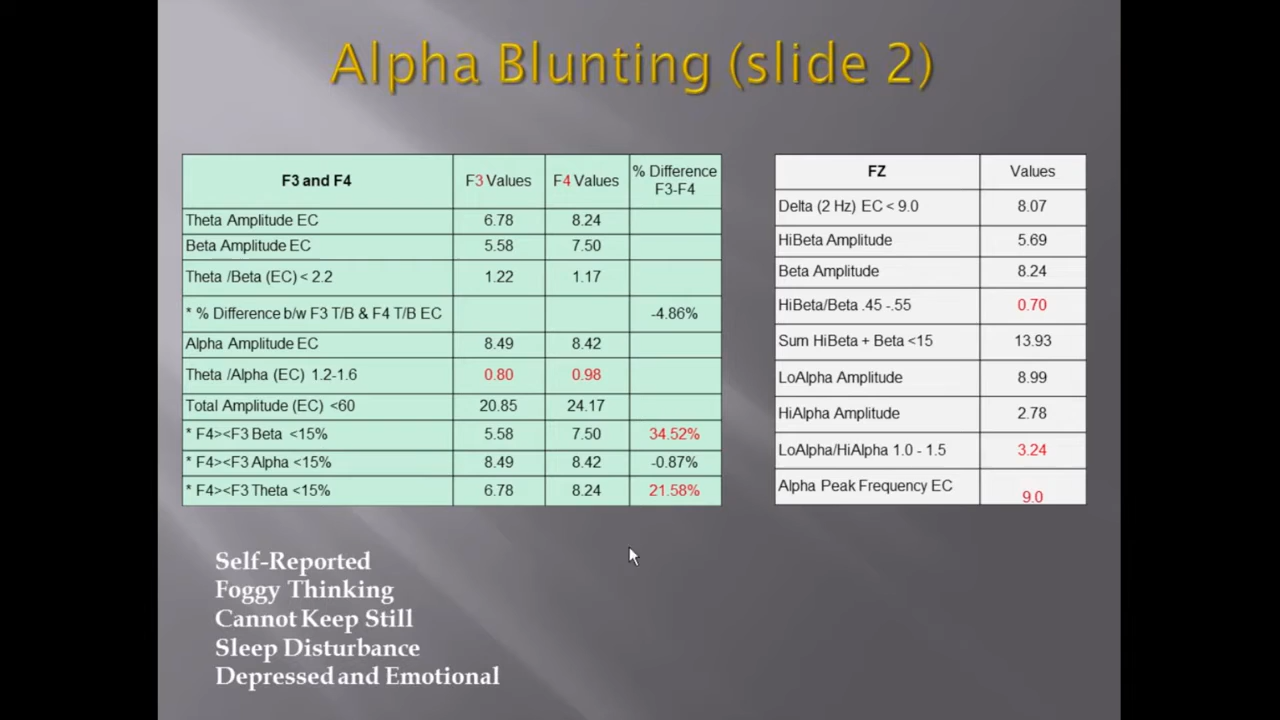 Alpha Blunting (slide 2)
F3 and F4 F3 Values F4 Values % Difference F3-F4
Theta Amplitude EC 6.78 8.24
Beta Amplitude EC 5.58 7.50
Theta /Beta (EC) < 2.2 1.22 1.17
* % Difference b/w F3 T/B & F4 T/B EC -4.86%
Alpha Amplitude EC 8.49 8.42
Theta /Alpha (EC) 1.2-1.6 0.80 0.98
Total Amplitude (EC) <60 20.85 24.17
* F4><F3 Beta <15% 5.58 7.50 34.52%
* F4><F3 Alpha <15% 8.49 8.42 -0.87%
* F4><F3 Theta <15% 6.78 8.24 21.58%
FZ Values
Delta (2 Hz) EC < 9.0 8.07
HiBeta Amplitude 5.69
Beta Amplitude 8.24
HiBeta/Beta .45 -.55 0.70
Sum HiBeta + Beta <15 13.93
LoAlpha Amplitude 8.99
HiAlpha Amplitude 2.78
LoAlpha/HiAlpha 1.0 - 1.5 3.24
Alpha Peak Frequency EC 9.0
Self-Reported
Foggy Thinking
Cannot Keep Still
Sleep Disturbance
Depressed and Emotional